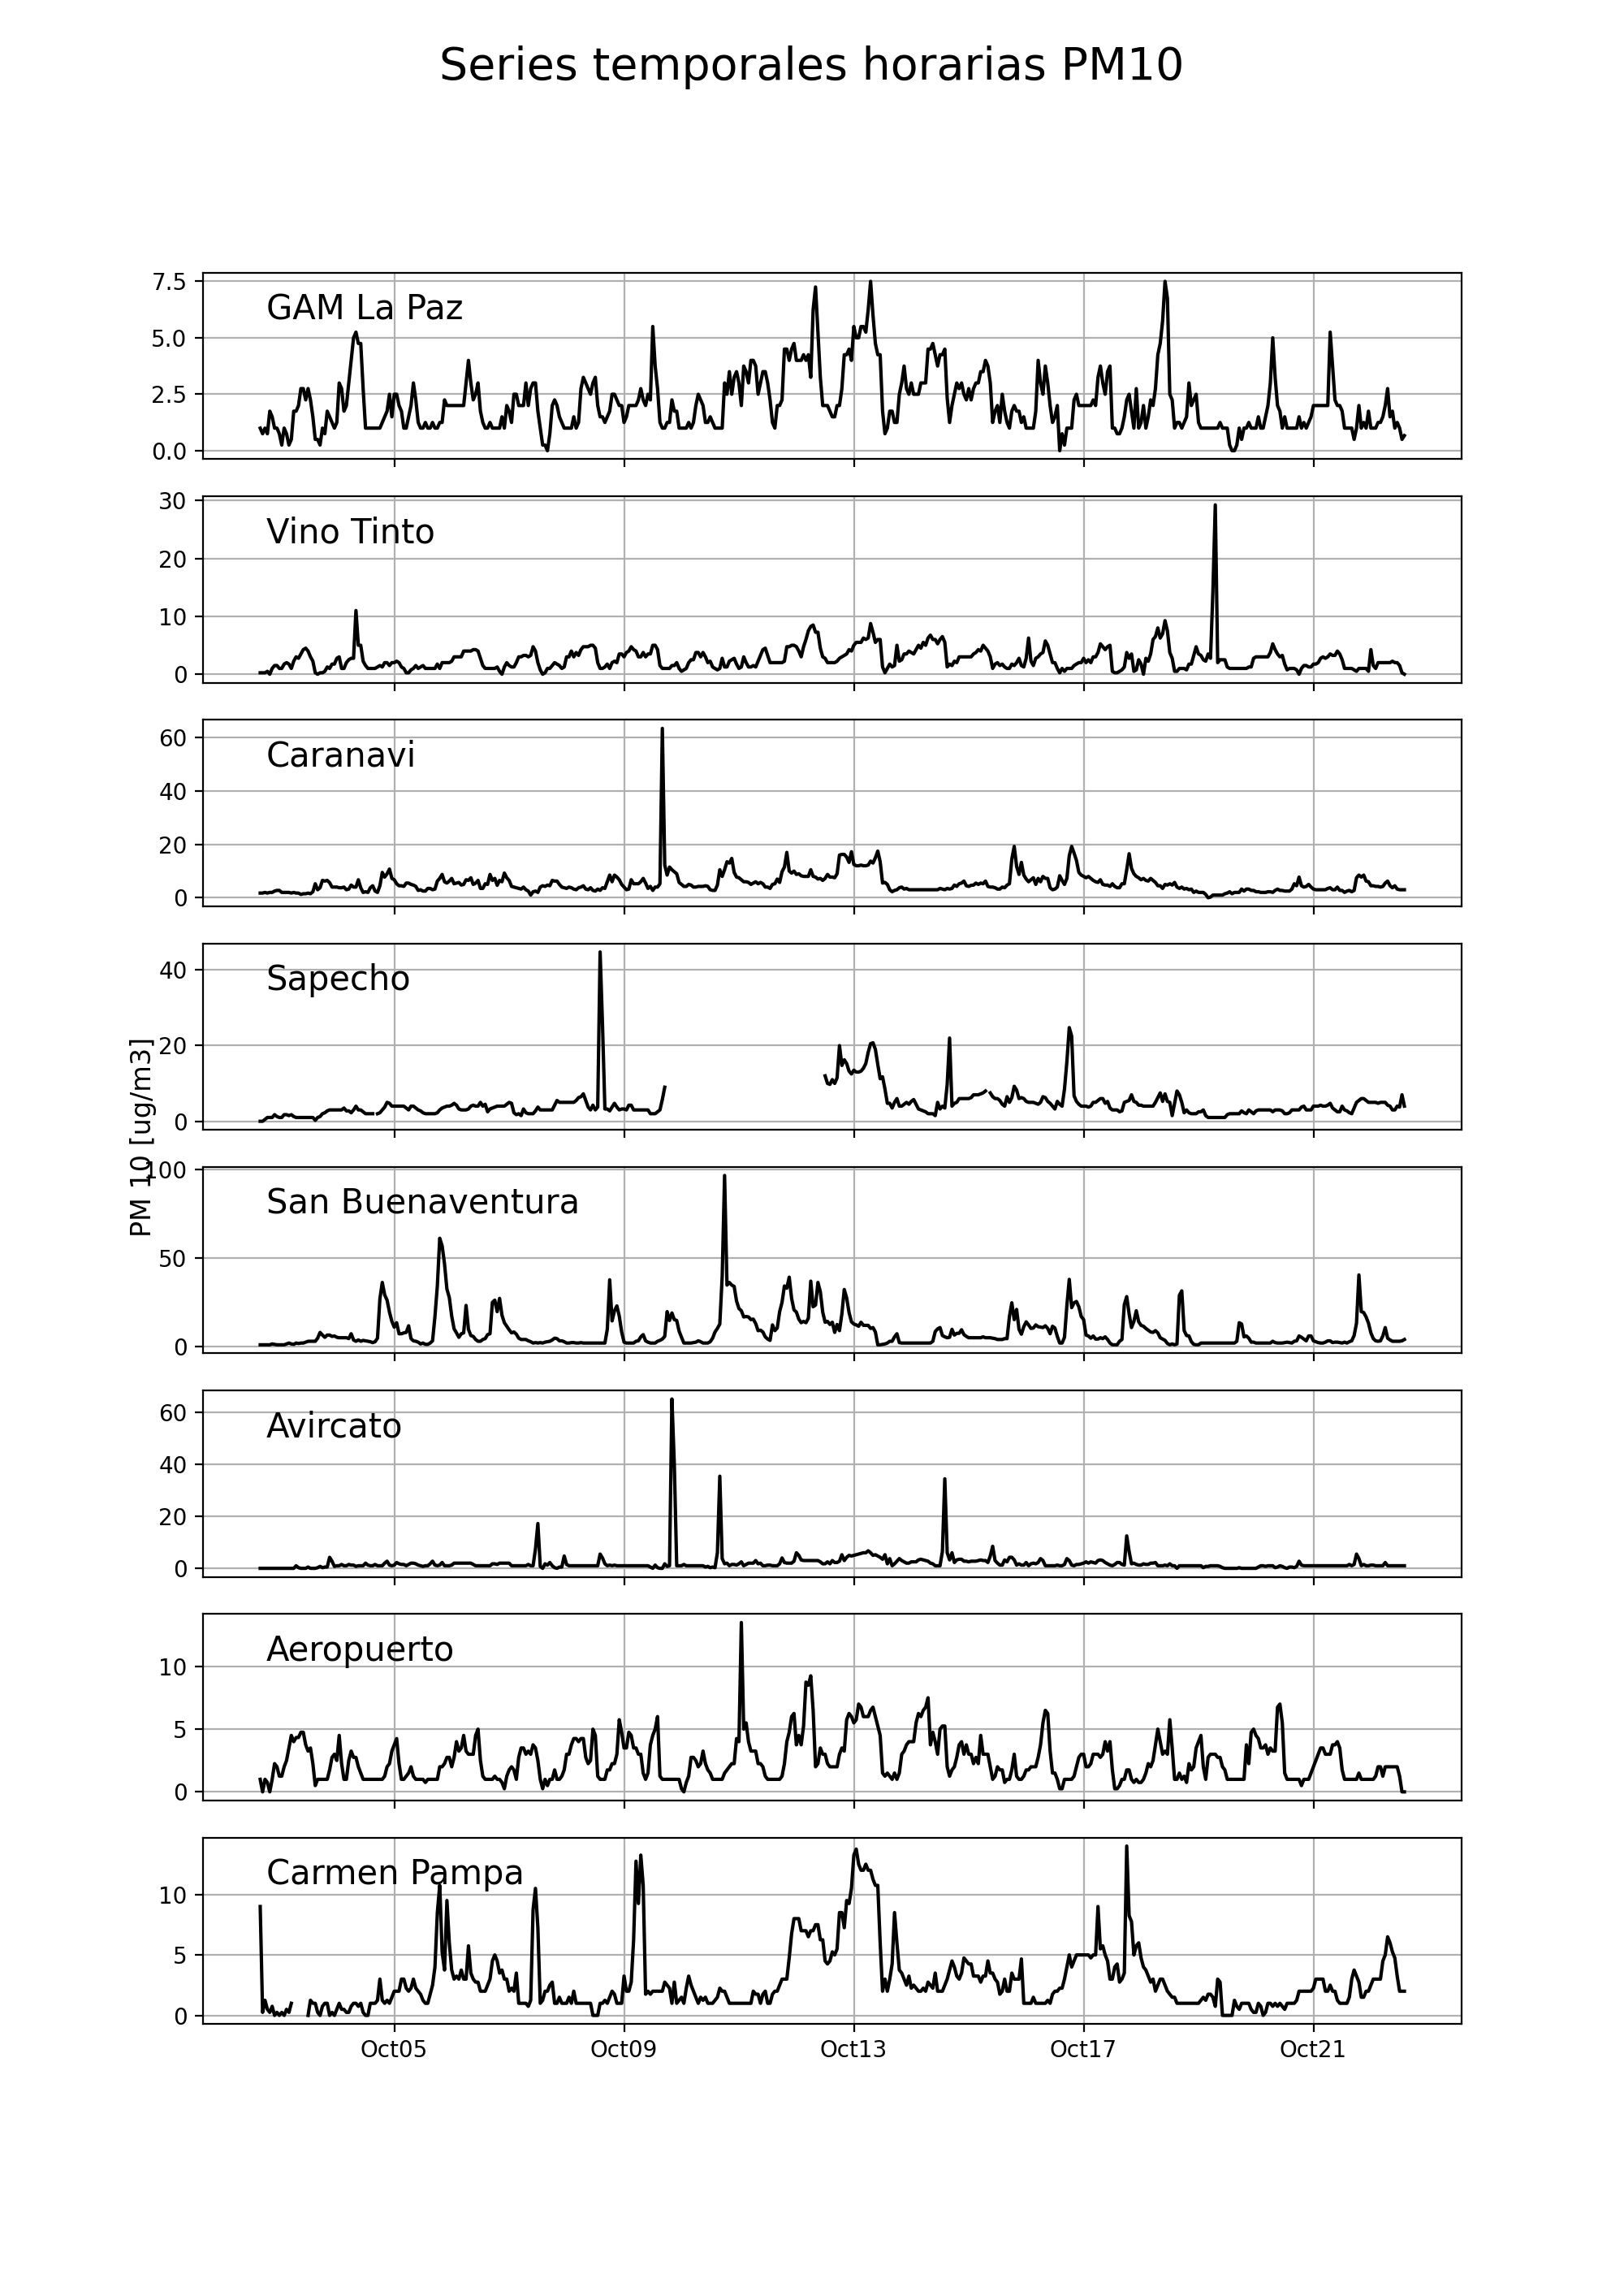 Series temporales horarias PM10
PM 10 [ug/m3]
GAM La Paz
7.5
5.0
2.5
0.0
Vino Tinto
30
20
10
0
Caranavi
60
40
20
0
Sapecho
40
20
0
San Buenaventura
100
50
0
Avircato
60
40
20
0
Aeropuerto
10
5
0
Carmen Pampa
10
5
0
Oct05 Oct09 Oct13 Oct17 Oct21